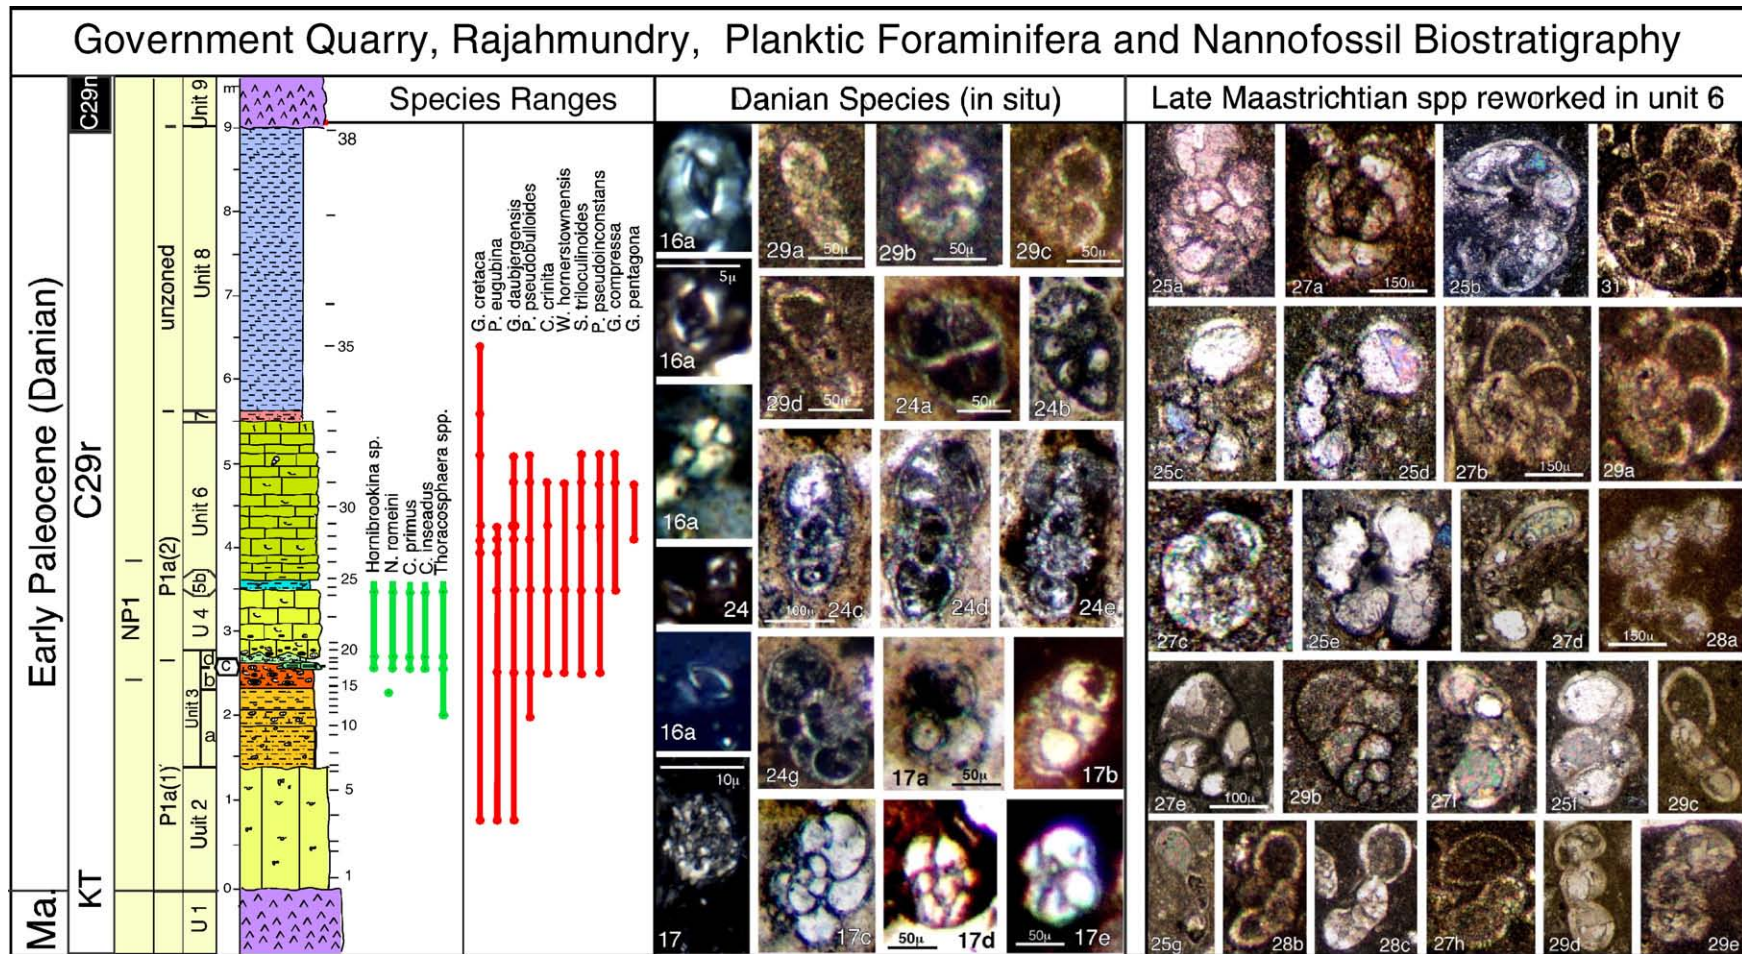 Government Quarry, Rajahmundry, Planktic Foraminifera and Nannofossil Biostratigraphy
Species Ranges
Danian Species (in situ)
Late Maastrichtian spp reworked in unit 6
Early Paleocene (Danian)
Ma.
C29n
C29r
KT
NP1
unzoned
P1a(2)
P1a(1)
Unit 9
Unit 8
7
Unit 6
5b
U 4
d
c
b
Unit 3
a
Uuit 2
U 1
m
9
8
7
6
5
4
3
2
1
0
38
35
30
25
20
15
10
5
1
Hornibrookina sp.
N. romeini
C. primus
C. inseadus
Thoracosphaera spp.
G. cretaca
P. eugubina
G. daubjergensis
P. pseudobulloides
C. crinita
W. hornerstownensis
S. triloculinoides
P. pseudoinconstans
G. compressa
G. pentagona
16a
5µ
16a
16a
24
16a
10µ
17
29a 50µ
29b 50µ
29c 50µ
29d 50µ
24a 50µ
24b
100µ 24c
24d
24e
24g
17a 50µ
17b
17c
50µ 17d
50µ 17e
25a
27a 150µ
25b
31
25c
25d
27b 150µ
29a
27c
25e
27d
150µ 28a
27e 100µ
29b
27f
25f
29c
25g
28b
28c
27h
29d
29e